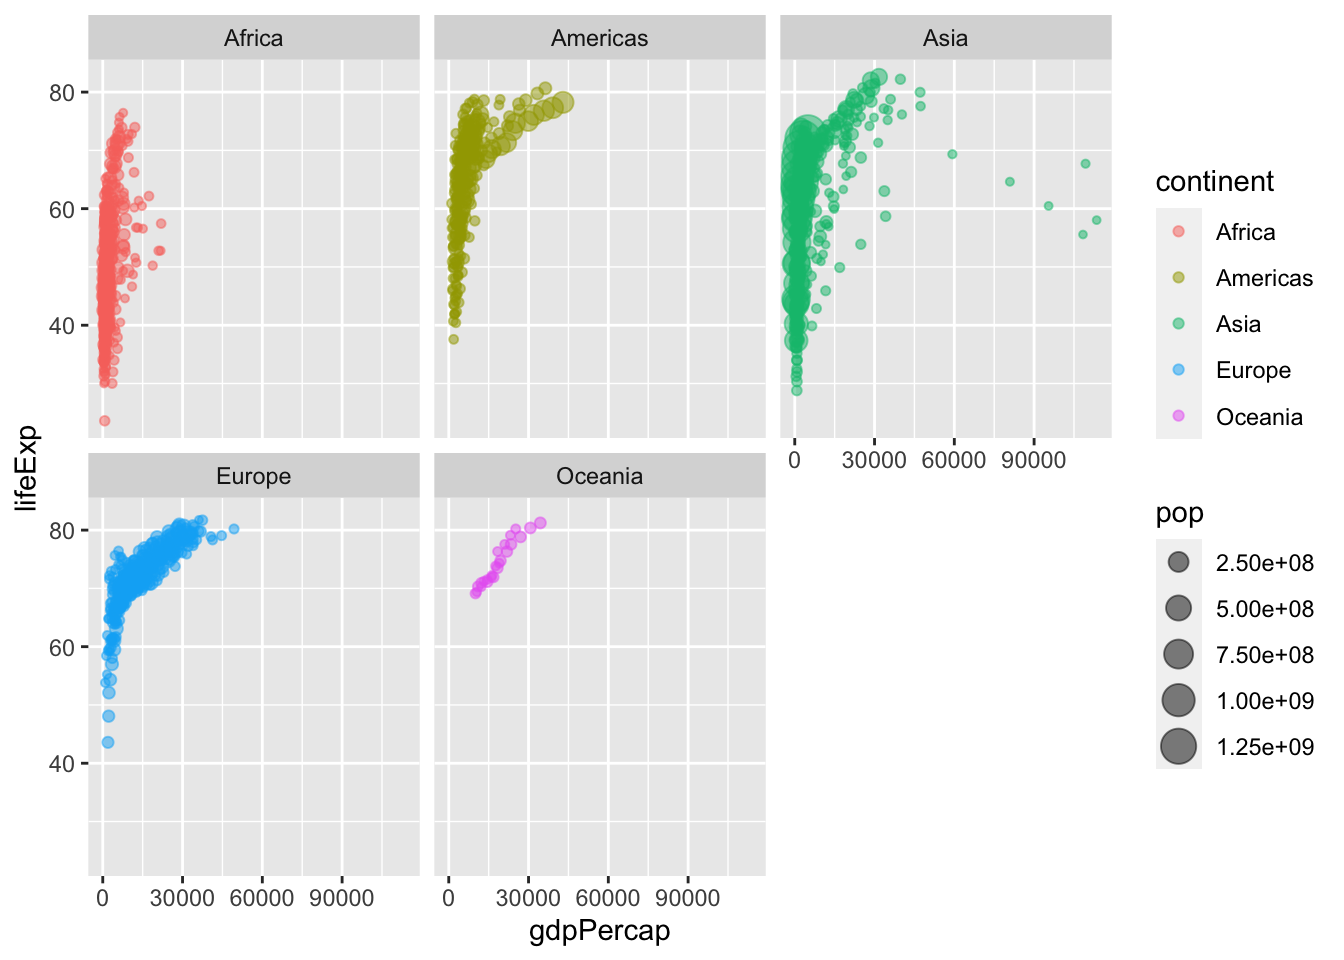 Africa
Americas
Asia
80
60
40
0
30000
60000
90000
Europe
Oceania
80
60
40
0
30000
60000
90000
0
30000
60000
90000
gdpPercap
lifeExp
continent
Africa
Americas
Asia
Europe
Oceania
pop
2.50e+08
5.00e+08
7.50e+08
1.00e+09
1.25e+09